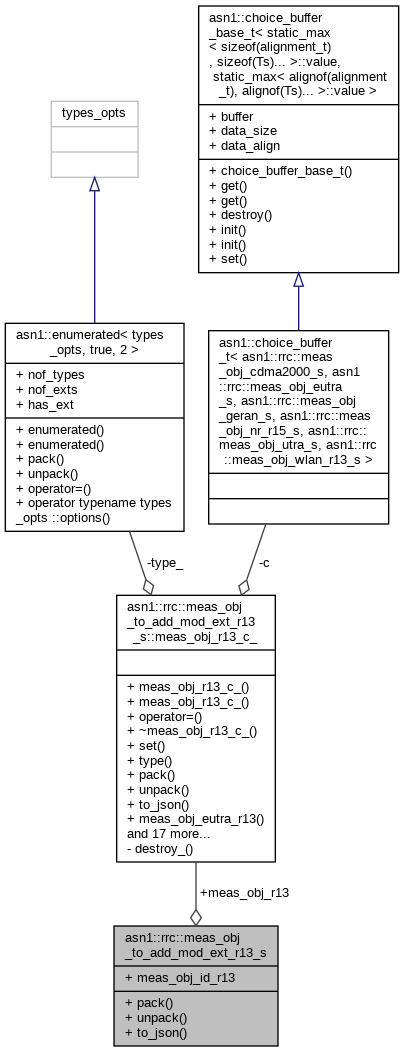 asn1::choice_buffer
_base_t< static_max
< sizeof(alignment_t)
, sizeof(Ts)... >::value,
static_max< alignof(alignment
_t), alignof(Ts)... >::value >
+ buffer
+ data_size
+ data_align
+ choice_buffer_base_t()
+ get()
+ get()
+ destroy()
+ init()
+ init()
+ set()
types_opts
asn1::enumerated< types
_opts, true, 2 >
+ nof_types
+ nof_exts
+ has_ext
+ enumerated()
+ enumerated()
+ pack()
+ unpack()
+ operator=()
+ operator typename types
_opts ::options()
asn1::choice_buffer
_t< asn1::rrc::meas
_obj_cdma2000_s, asn1
::rrc::meas_obj_eutra
_s, asn1::rrc::meas_obj
_geran_s, asn1::rrc::meas
_obj_nr_r15_s, asn1::rrc::
meas_obj_utra_s, asn1::rrc
::meas_obj_wlan_r13_s >
-type_
-c
asn1::rrc::meas_obj
_to_add_mod_ext_r13
_s::meas_obj_r13_c_
+ meas_obj_r13_c_()
+ meas_obj_r13_c_()
+ operator=()
+ ~meas_obj_r13_c_()
+ set()
+ type()
+ pack()
+ unpack()
+ to_json()
+ meas_obj_eutra_r13()
and 17 more...
- destroy_()
+meas_obj_r13
asn1::rrc::meas_obj
_to_add_mod_ext_r13_s
+ meas_obj_id_r13
+ pack()
+ unpack()
+ to_json()